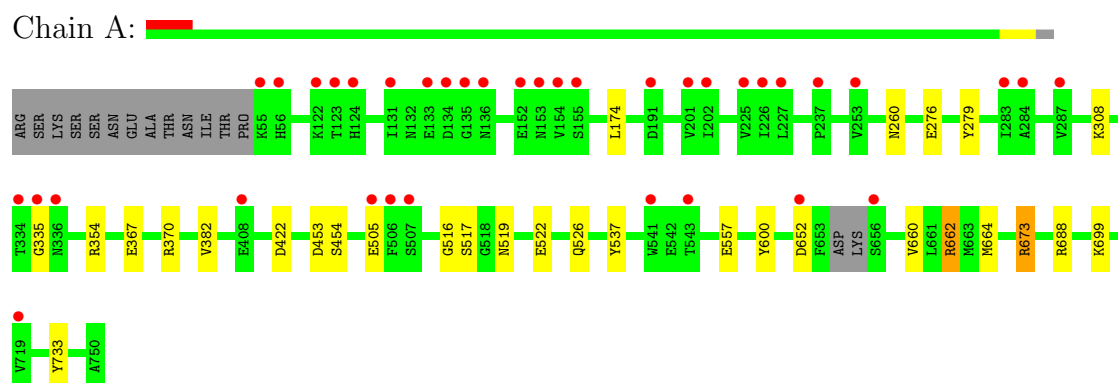 Chain A:
ARG SER LYS SER SER ASN GLU ALA THR ASN ILE THR PRO K55 H56 K122 T123 H124 I131 N132 E133 D134 G135 N136 E152 N153 V154 S155 L174 D191 V201 I202 V225 I226 L227 P237 V253 N260 E276 Y279 I283 A284 V287 K308
T334 G335 N336 R354 E367 R370 V382 E408 D422 D453 S454 E505 F506 S507 G516 S517 G518 N519 E522 Q526 Y537 W541 E542 T543 E557 Y600 D652 F653 ASP LYS S656 V660 L661 R662 M663 M664 R673 R688 K699
V719 Y733 A750